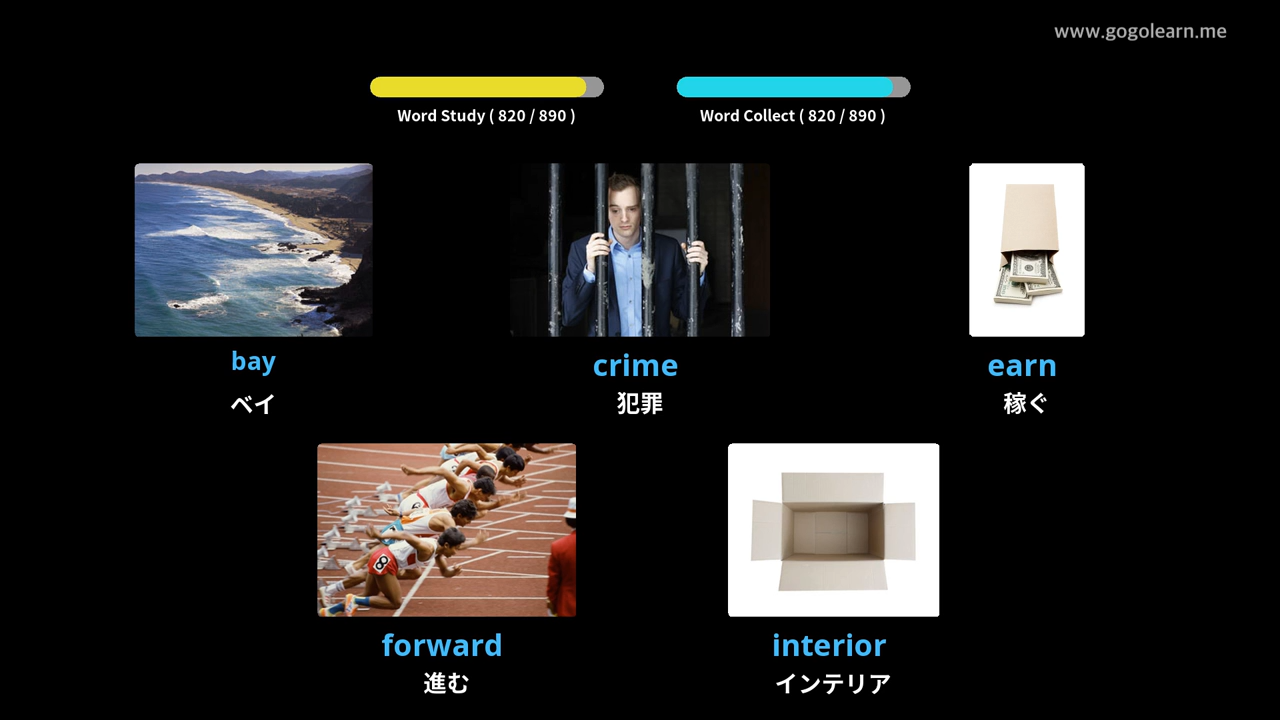 www.gogolearn.me
Word Study ( 820 / 890 )
Word Collect ( 820 / 890 )
bay
ベイ
crime
犯罪
earn
稼ぐ
8
forward
進む
interior
インテリア